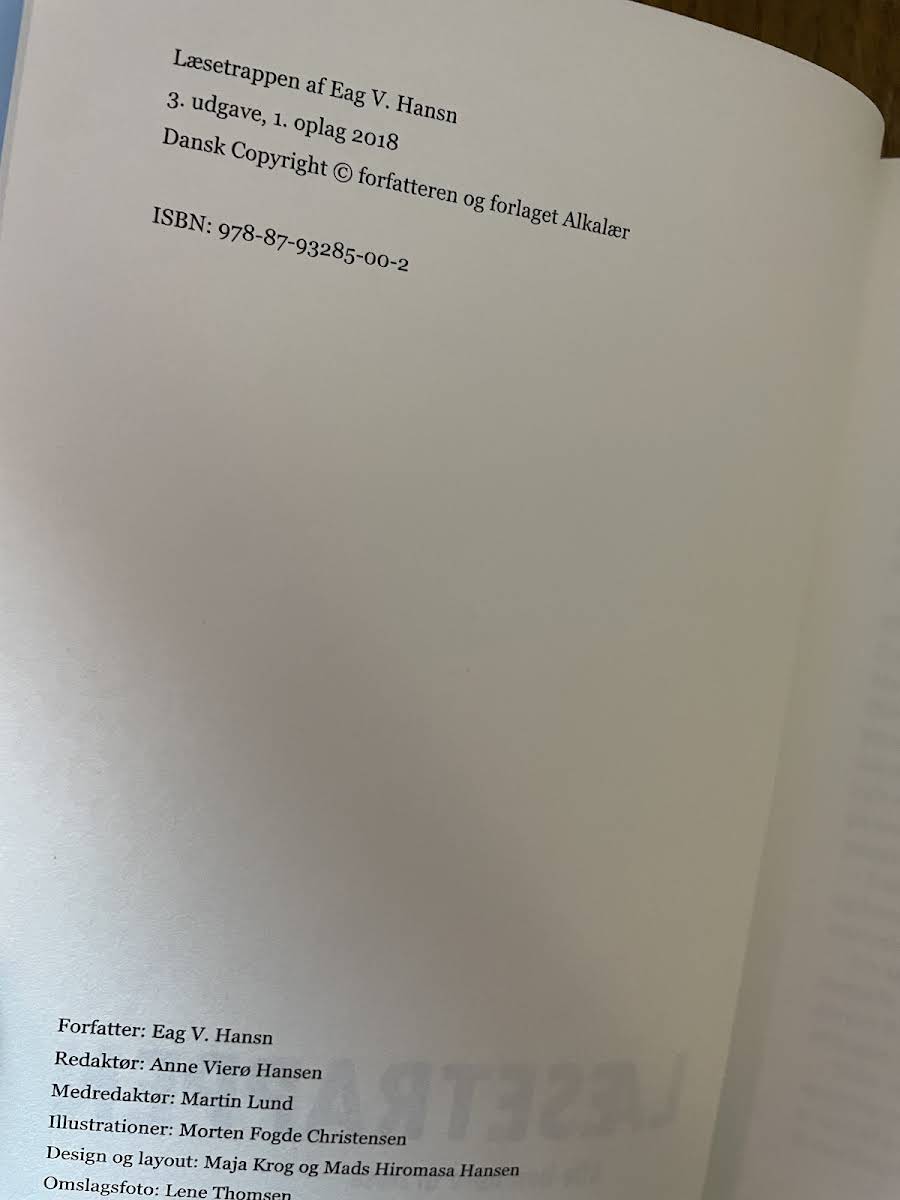 Læsetrappen af Eag V. Hansn
3. udgave, 1. oplag 2018
Dansk Copyright © forfatteren og forlaget Alkalær
ISBN: 978-87-93285-00-2
Forfatter: Eag V. Hansn
Redaktør: Anne Vierø Hansen
Medredaktør: Martin Lund
Illustrationer: Morten Fogde Christensen
Design og layout: Maja Krog og Mads Hiromasa Hansen
Omslagsfoto: Lene Thomsen